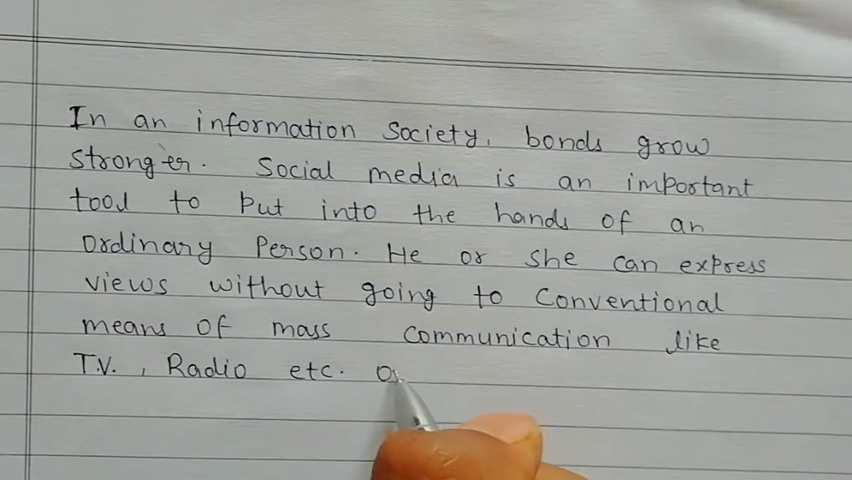 In an information society, bonds grow
stronger. Social media is an important
tool to put into the hands of an
ordinary person. He or she can express
views without going to conventional
means of mass communication like
T.V., Radio etc.